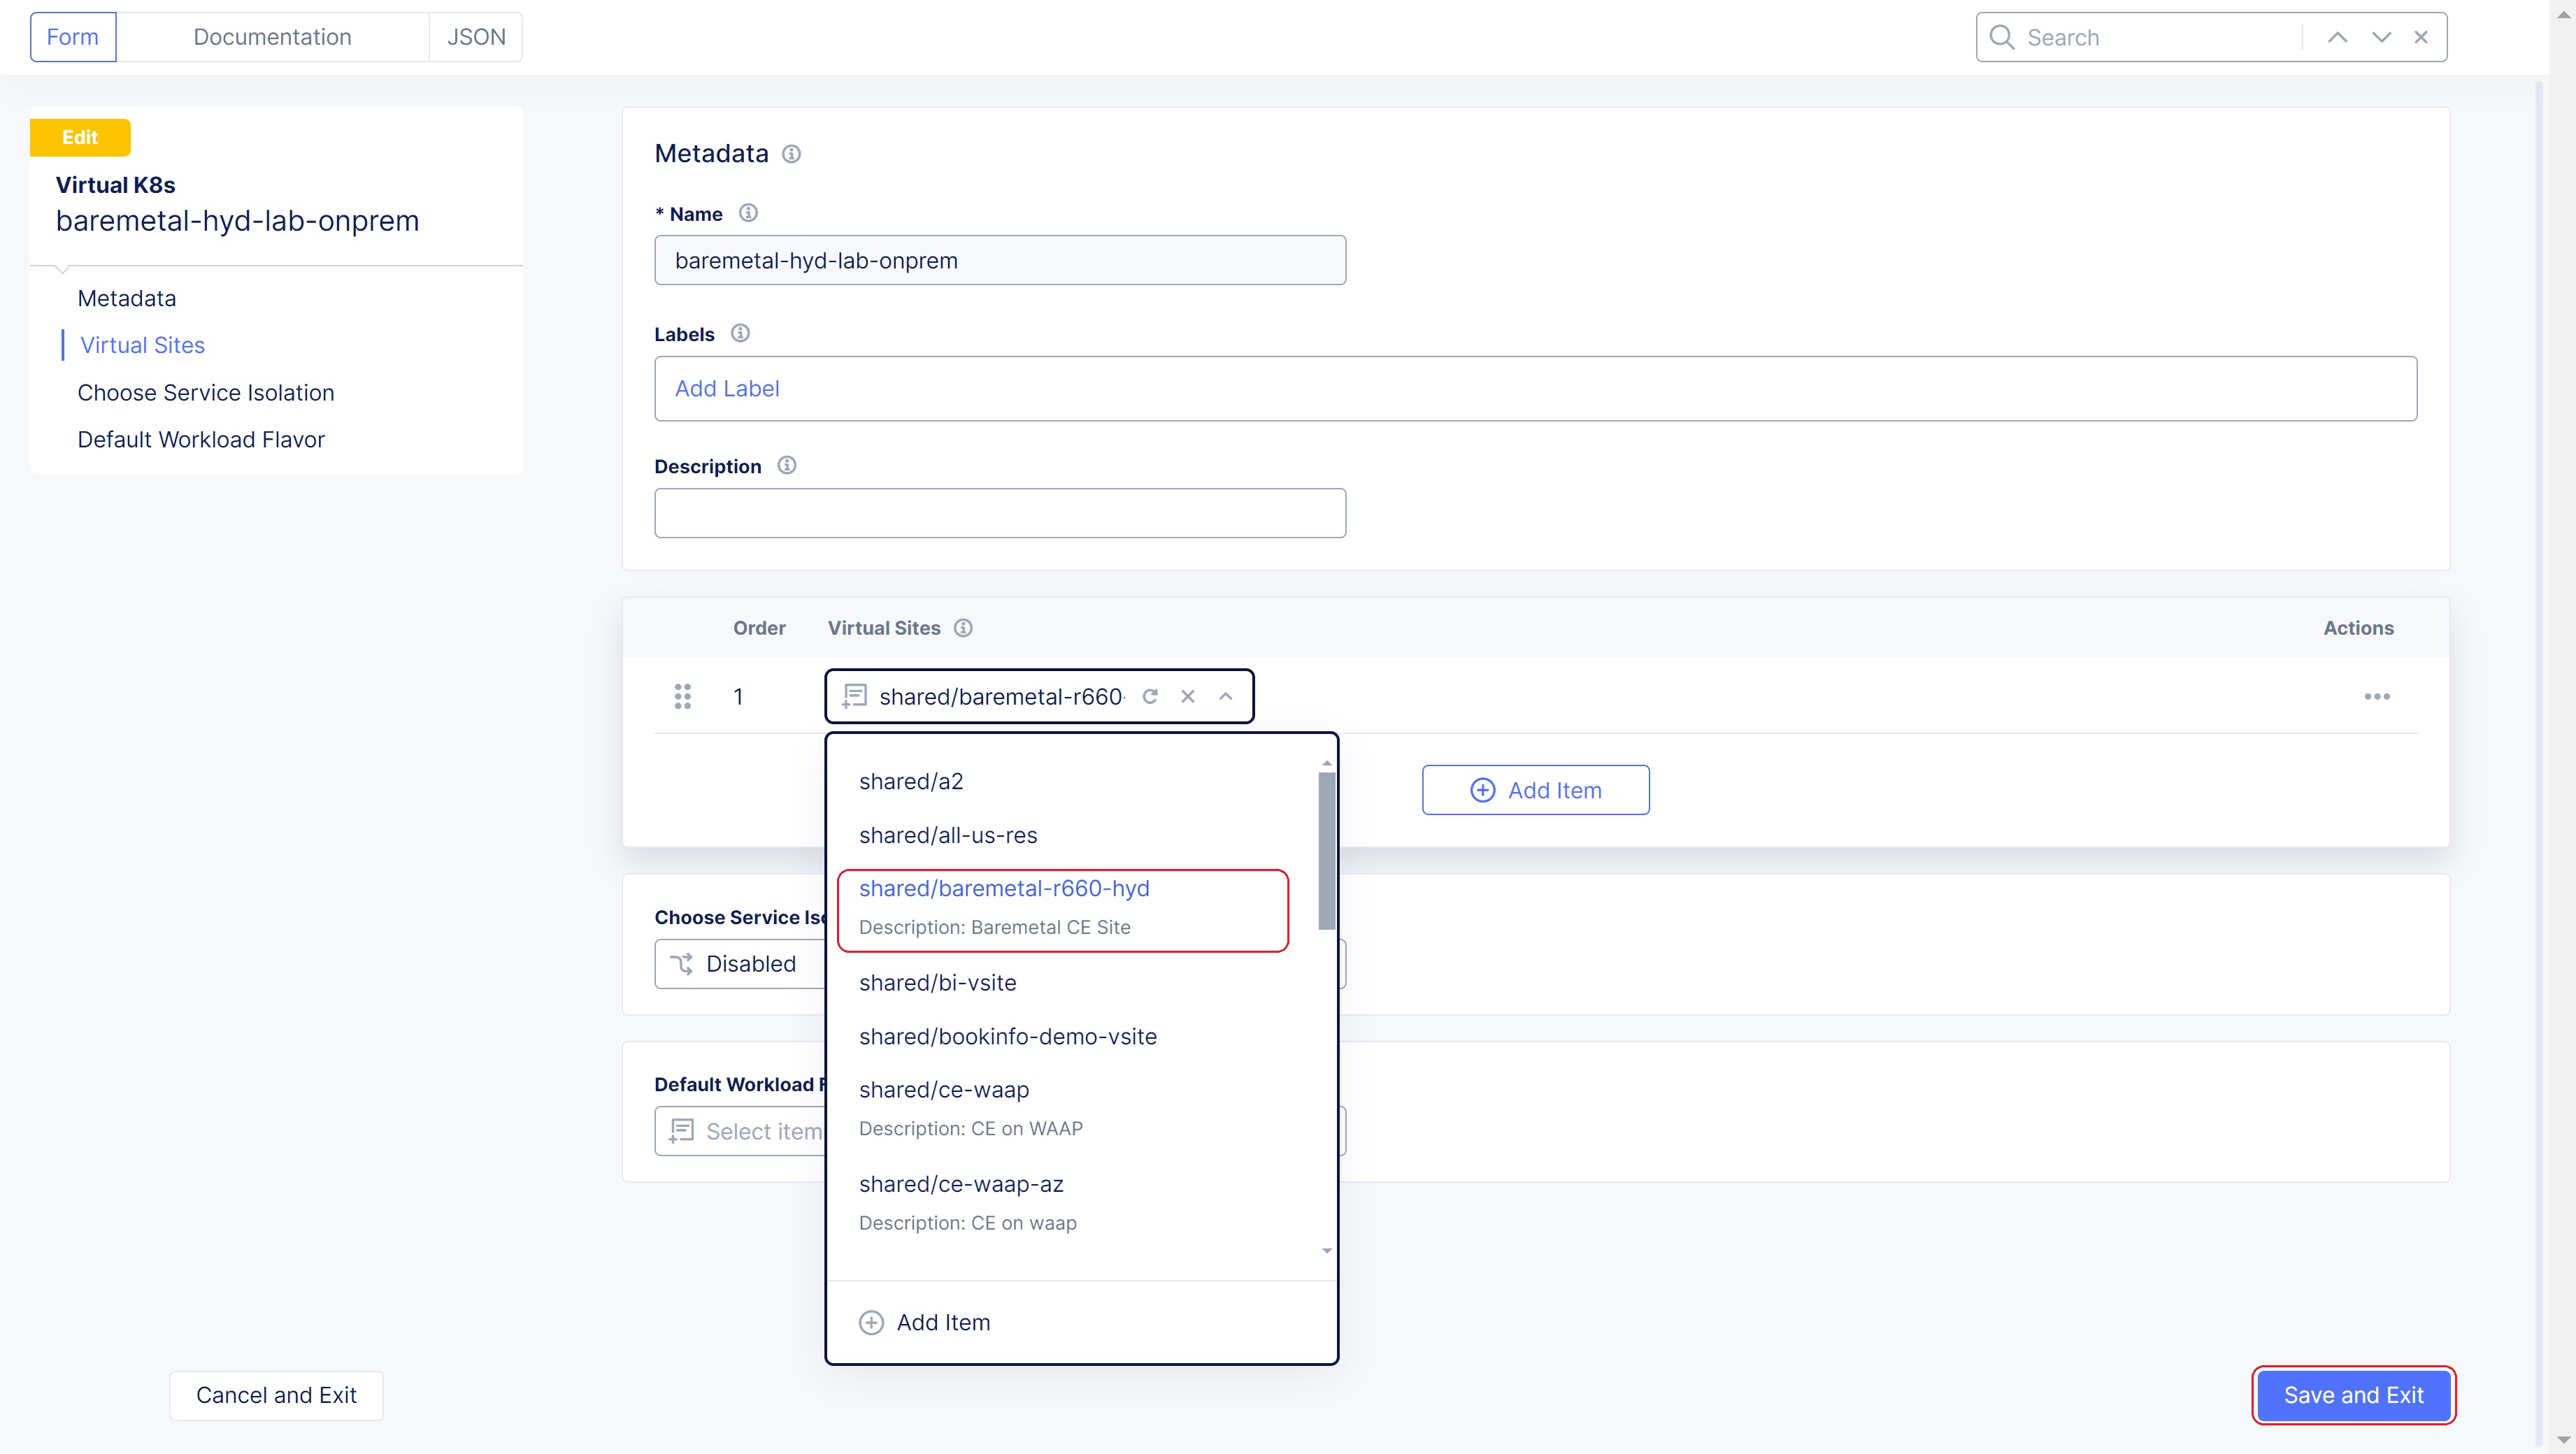 Form
Documentation
JSON
Search
Edit
Virtual K8s
baremetal-hyd-lab-onprem
Metadata
Virtual Sites
Choose Service Isolation
Default Workload Flavor
Metadata
* Name
baremetal-hyd-lab-onprem
Labels
Add Label
Description
Order
Virtual Sites
Actions
1
shared/baremetal-r660-
shared/a2
shared/all-us-res
shared/baremetal-r660-hyd
Description: Baremetal CE Site
shared/bi-vsite
shared/bookinfo-demo-vsite
shared/ce-waap
Description: CE on WAAP
shared/ce-waap-az
Description: CE on waap
Add Item
Add Item
Choose Service Iso
Disabled
Default Workload F
Select item
Cancel and Exit
Save and Exit